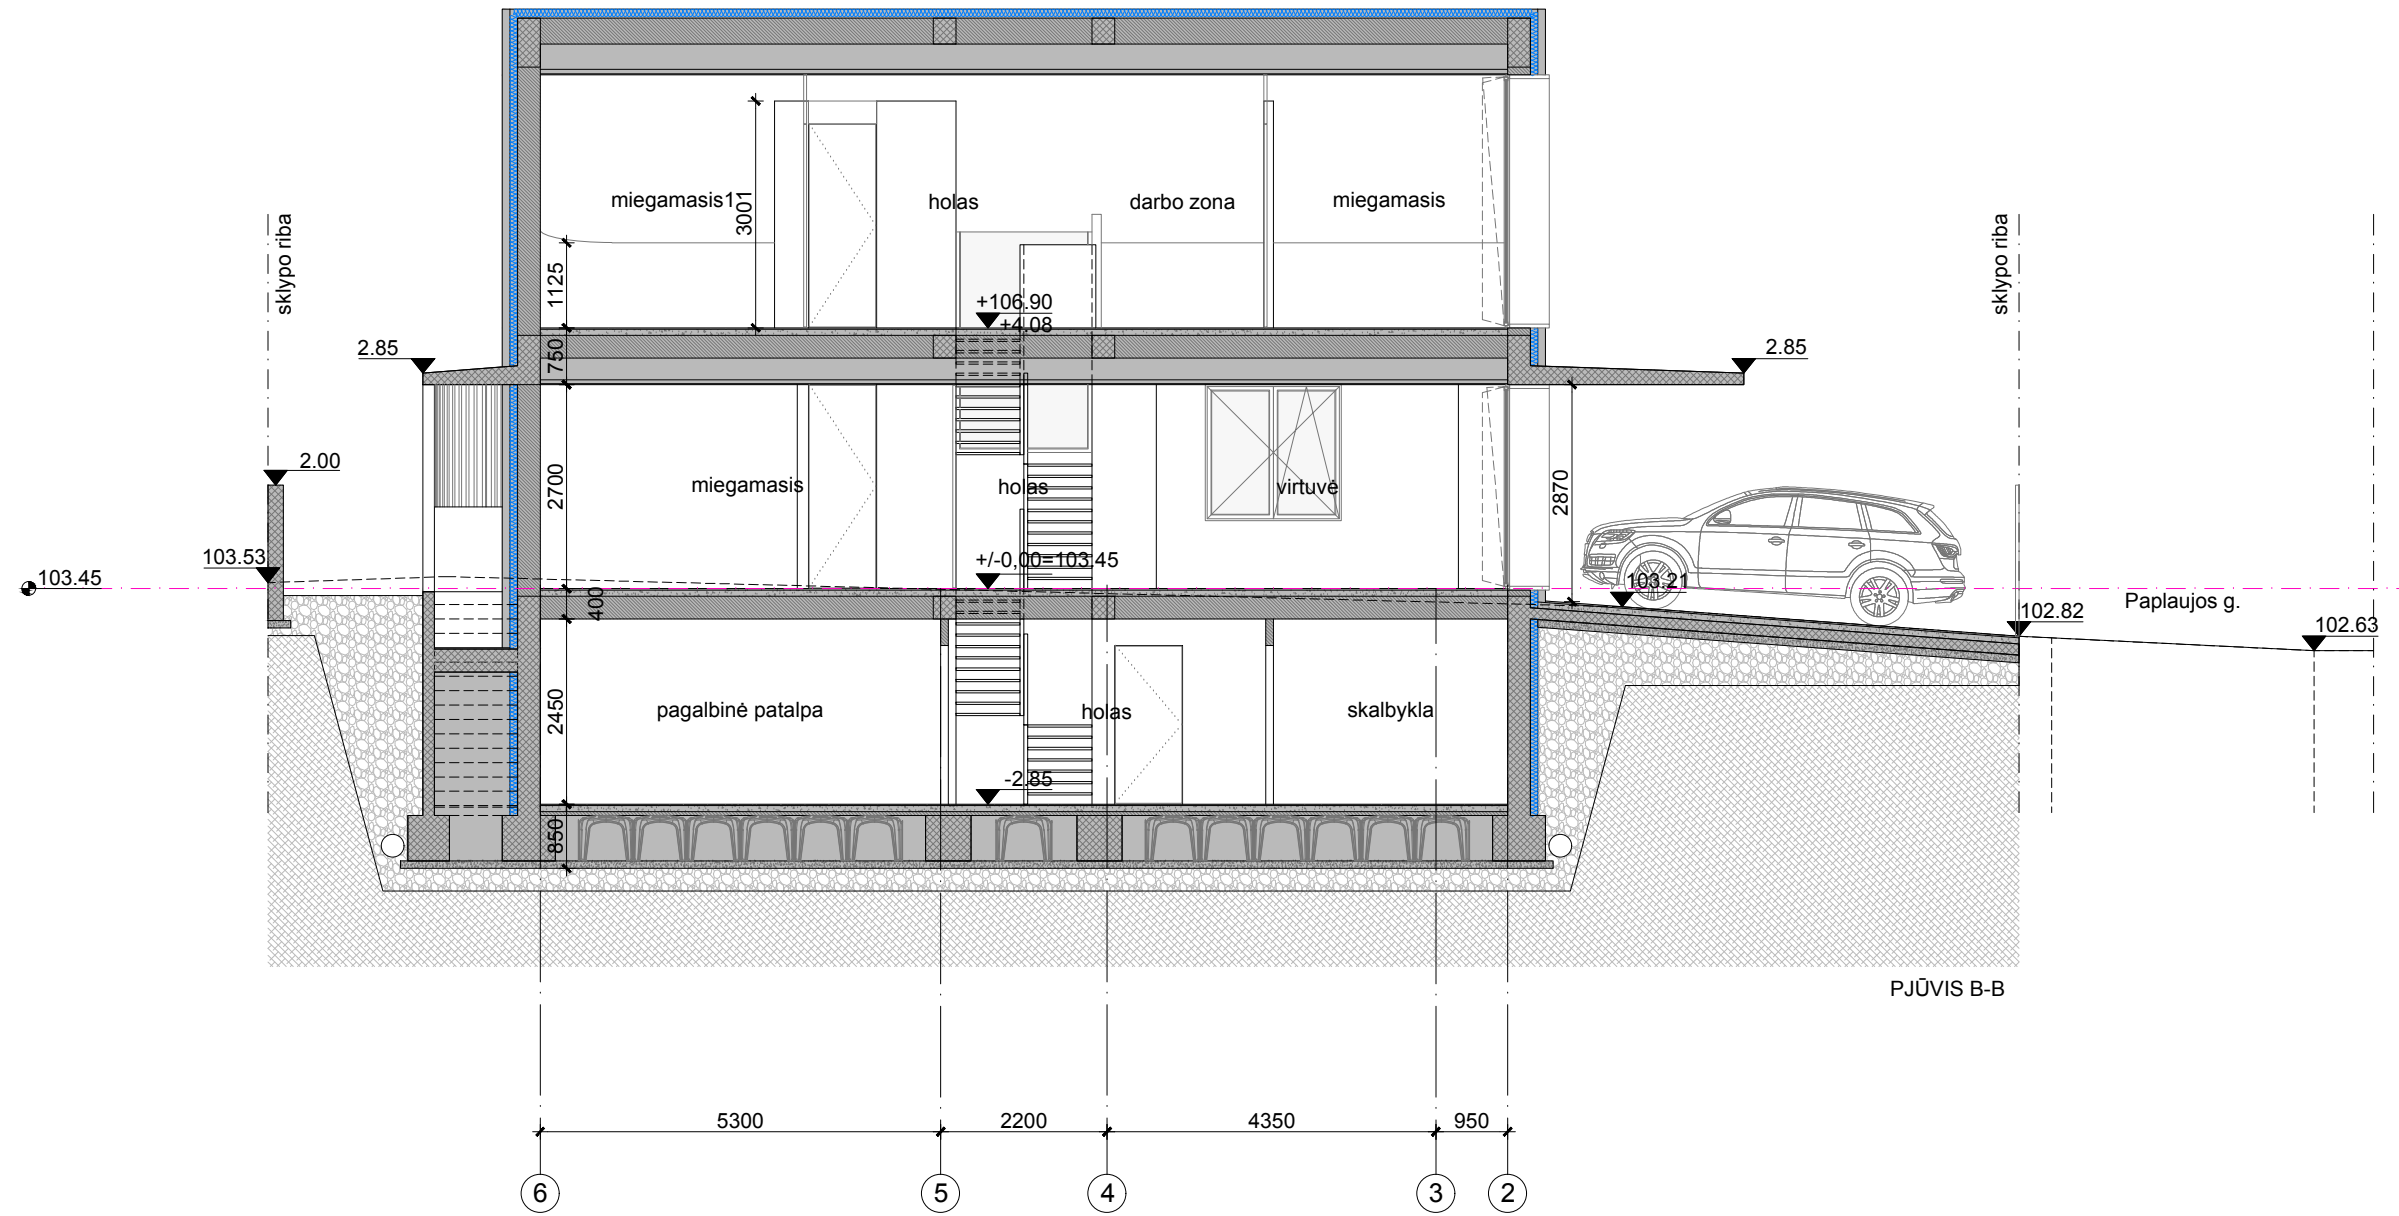 miegamasis1
3001
holas
darbo zona
miegamasis
sklypo riba
sklypo riba
1125
+106.90
+4.08
2.85
750
2.85
2.00
2700
miegamasis
holas
virtuvė
2870
103.53
103.45
+/-0,00=103.45
103.21
400
Paplaujos g.
102.82
102.63
2450
pagalbinė patalpa
holas
skalbykla
-2.85
850
PJŪVIS B-B
5300
2200
4350
950
6
5
4
3
2